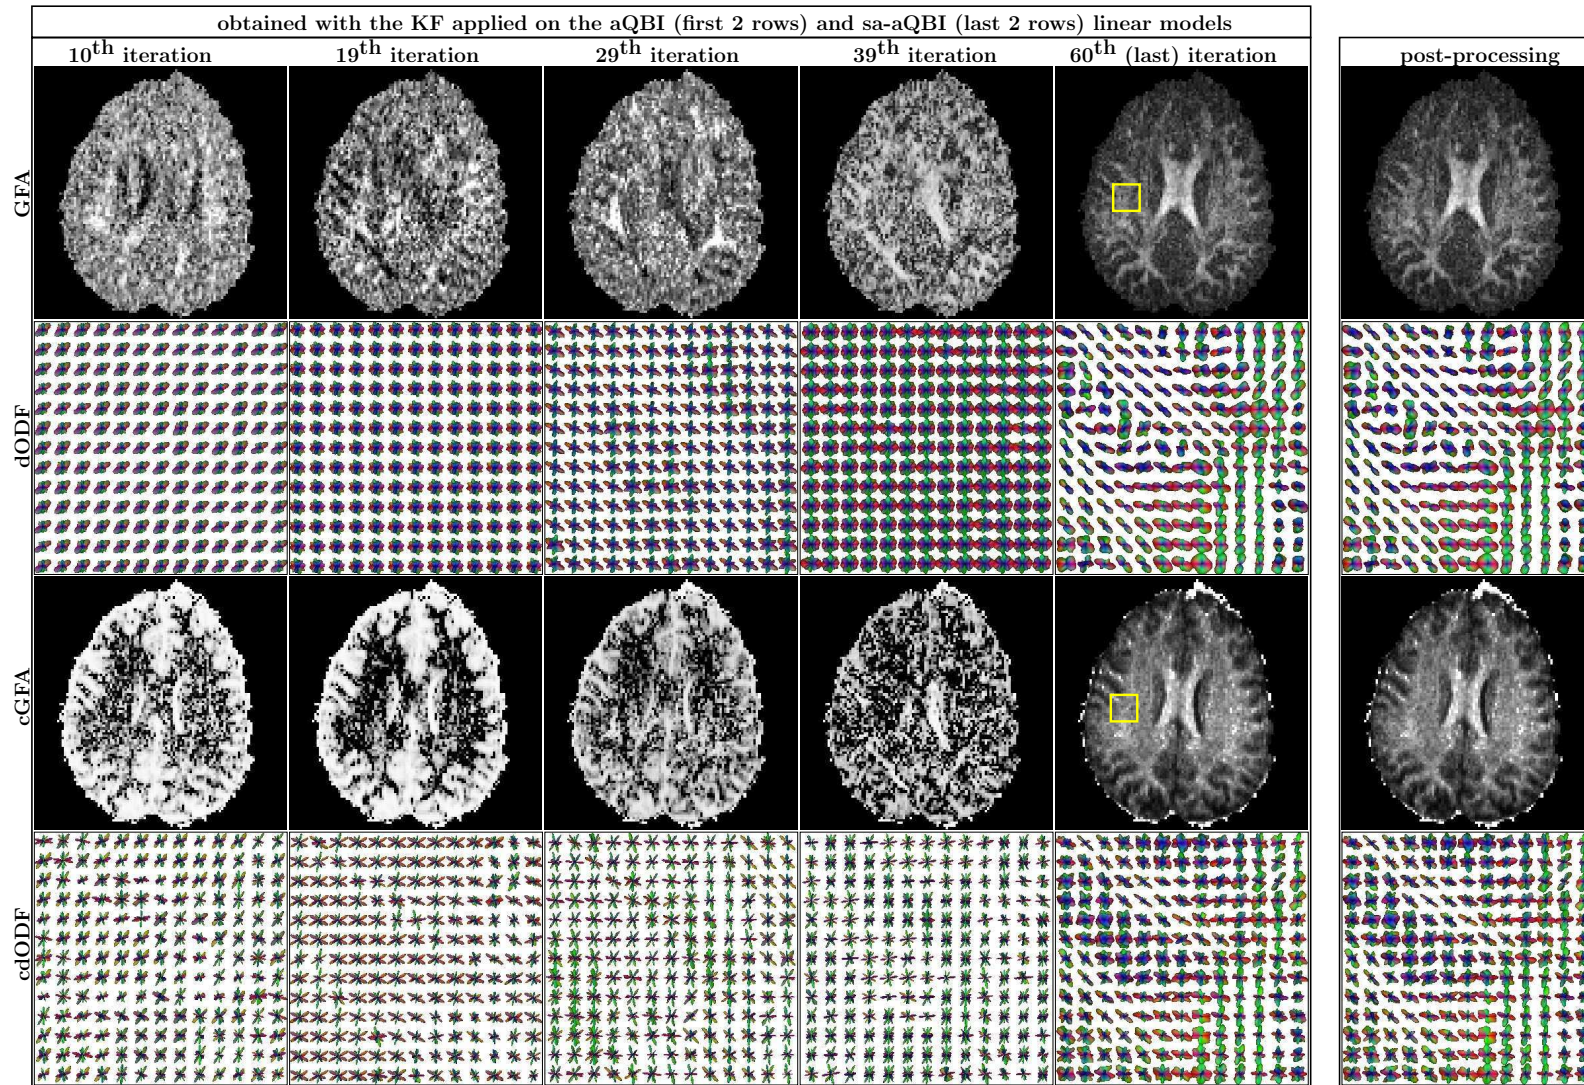 obtained with the KF applied on the aQBI (first 2 rows) and sa-aQBI (last 2 rows) linear models
10th iteration
19th iteration
29th iteration
39th iteration
60th (last) iteration
post-processing
GFA
dODF
cGFA
cdODF